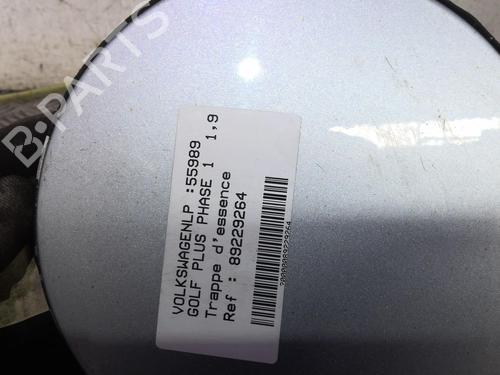 B-PARTS
VOLKSWAGENLP :55989
GOLF PLUS PHASE 1 1,9
Trappe d'essence
Ref : 89229264